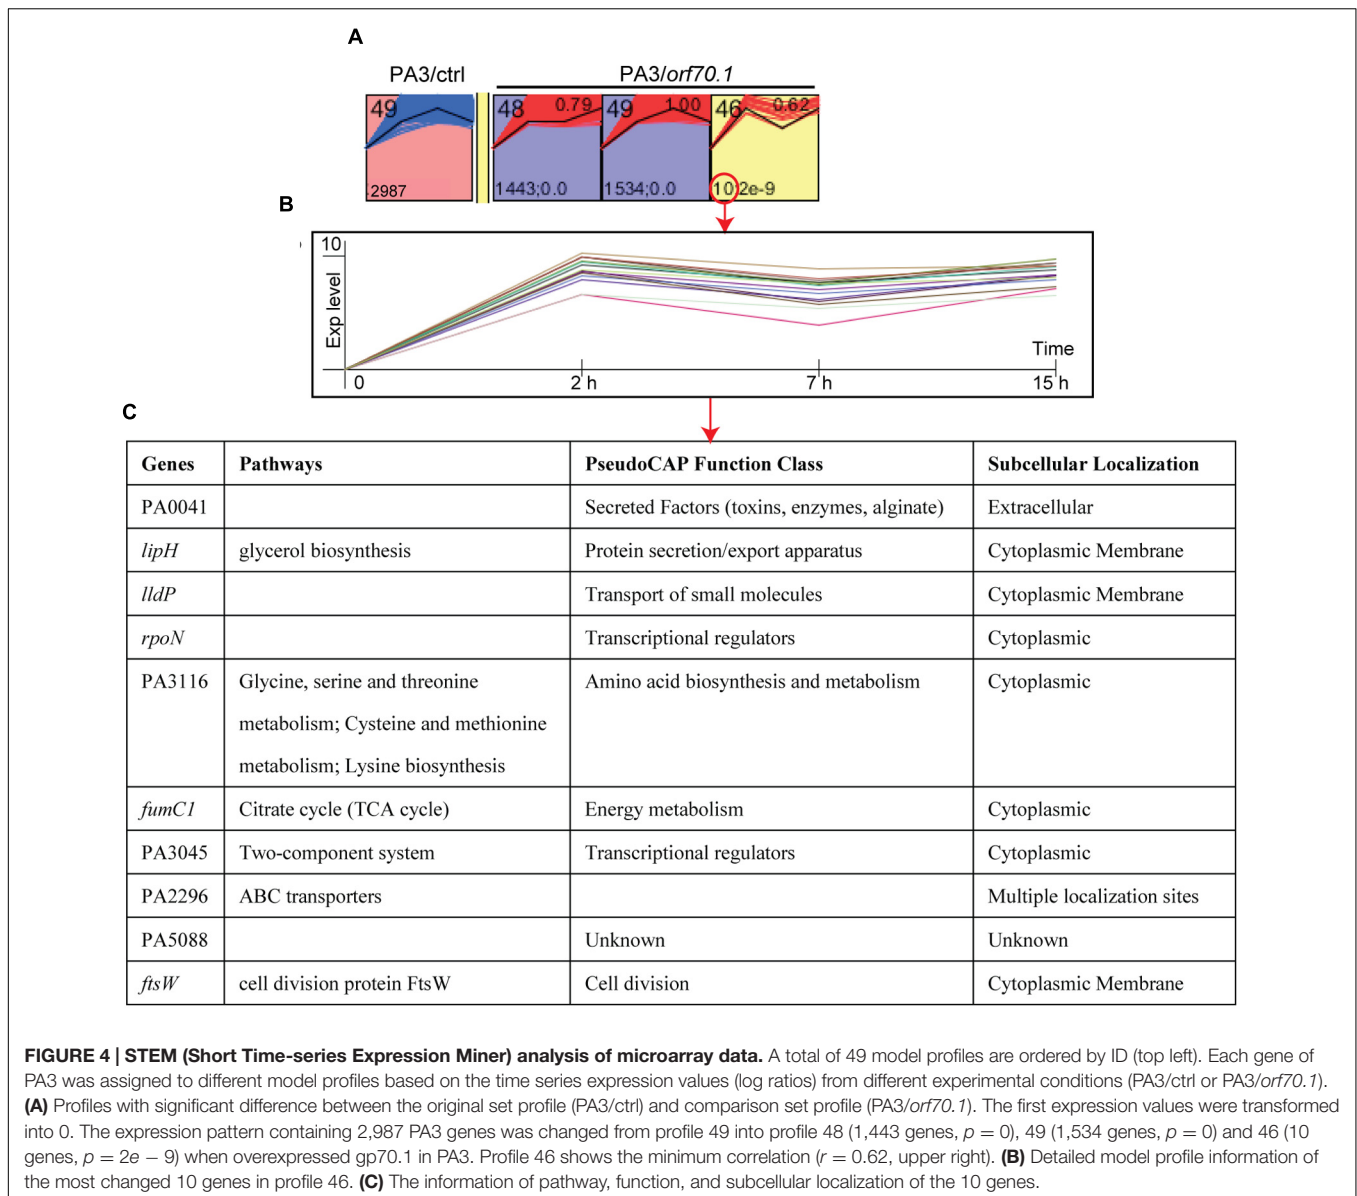 A
PA3/ctrl
PA3/orf70.1
49
48 0.79
49 1.00
46 0.62
2987
1443;0.0
1534;0.0
10;2e-9
B
10
Exp level
Time
0
2 h
7 h
15 h
C
Genes Pathways PseudoCAP Function Class Subcellular Localization
PA0041 Secreted Factors (toxins, enzymes, alginate) Extracellular
lipH glycerol biosynthesis Protein secretion/export apparatus Cytoplasmic Membrane
lldP Transport of small molecules Cytoplasmic Membrane
rpoN Transcriptional regulators Cytoplasmic
PA3116 Glycine, serine and threonine Amino acid biosynthesis and metabolism Cytoplasmic
metabolism; Cysteine and methionine
metabolism; Lysine biosynthesis
fumC1 Citrate cycle (TCA cycle) Energy metabolism Cytoplasmic
PA3045 Two-component system Transcriptional regulators Cytoplasmic
PA2296 ABC transporters Multiple localization sites
PA5088 Unknown Unknown
ftsW cell division protein FtsW Cell division Cytoplasmic Membrane
FIGURE 4 | STEM (Short Time-series Expression Miner) analysis of microarray data. A total of 49 model profiles are ordered by ID (top left). Each gene of
PA3 was assigned to different model profiles based on the time series expression values (log ratios) from different experimental conditions (PA3/ctrl or PA3/orf70.1).
(A) Profiles with significant difference between the original set profile (PA3/ctrl) and comparison set profile (PA3/orf70.1). The first expression values were transformed
into 0. The expression pattern containing 2,987 PA3 genes was changed from profile 49 into profile 48 (1,443 genes, p = 0), 49 (1,534 genes, p = 0) and 46 (10
genes, p = 2e − 9) when overexpressed gp70.1 in PA3. Profile 46 shows the minimum correlation (r = 0.62, upper right). (B) Detailed model profile information of
the most changed 10 genes in profile 46. (C) The information of pathway, function, and subcellular localization of the 10 genes.